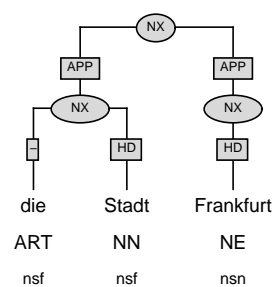 NX
APP APP
NX NX
– HD HD
die Stadt Frankfurt
ART NN NE
nsf nsf nsn